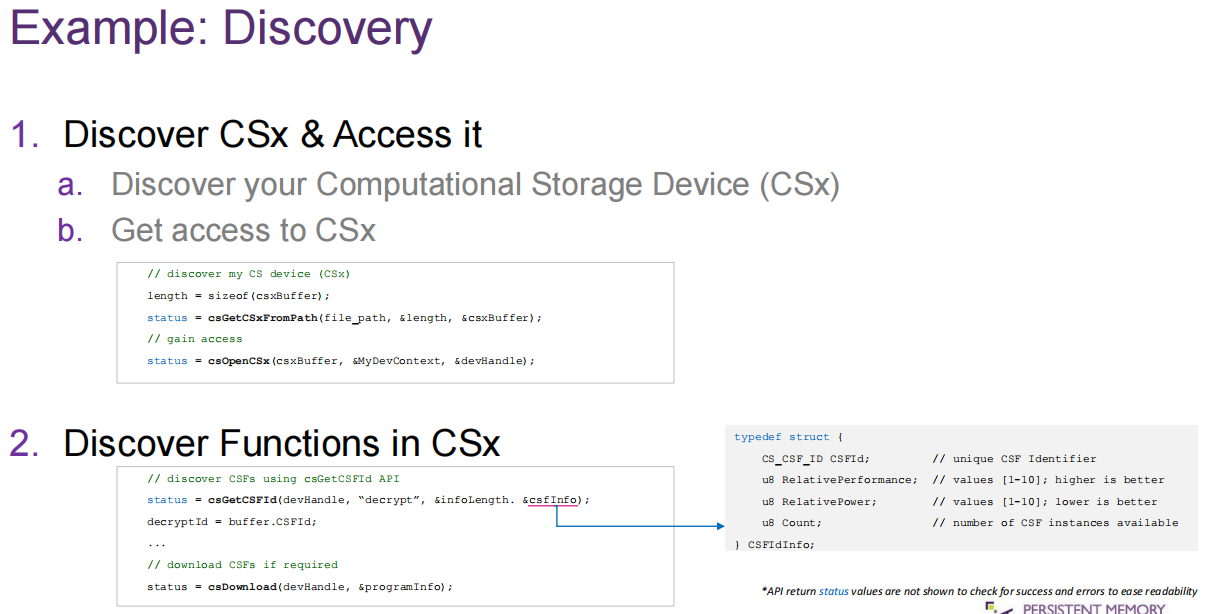 Example: Discovery
1. Discover CSx & Access it
a. Discover your Computational Storage Device (CSx)
b. Get access to CSx
// discover my CS device (CSx)
length = sizeof(csxBuffer);
status = csGetCSxFromPath(file_path, &length, &csxBuffer);
// gain access
status = csOpenCSx(csxBuffer, &MyDevContext, &devHandle);
2. Discover Functions in CSx
// discover CSFs using csGetCSFId API
status = csGetCSFId(devHandle, “decrypt”, &infoLength. &csfInfo);
decryptId = buffer.CSFId;
...
// download CSFs if required
status = csDownload(devHandle, &programInfo);
typedef struct {
CS_CSF_ID CSFId; // unique CSF Identifier
u8 RelativePerformance; // values [1-10]; higher is better
u8 RelativePower; // values [1-10]; lower is better
u8 Count; // number of CSF instances available
} CSFIdInfo;
*API return status values are not shown to check for success and errors to ease readability
PERSISTENT MEMORY